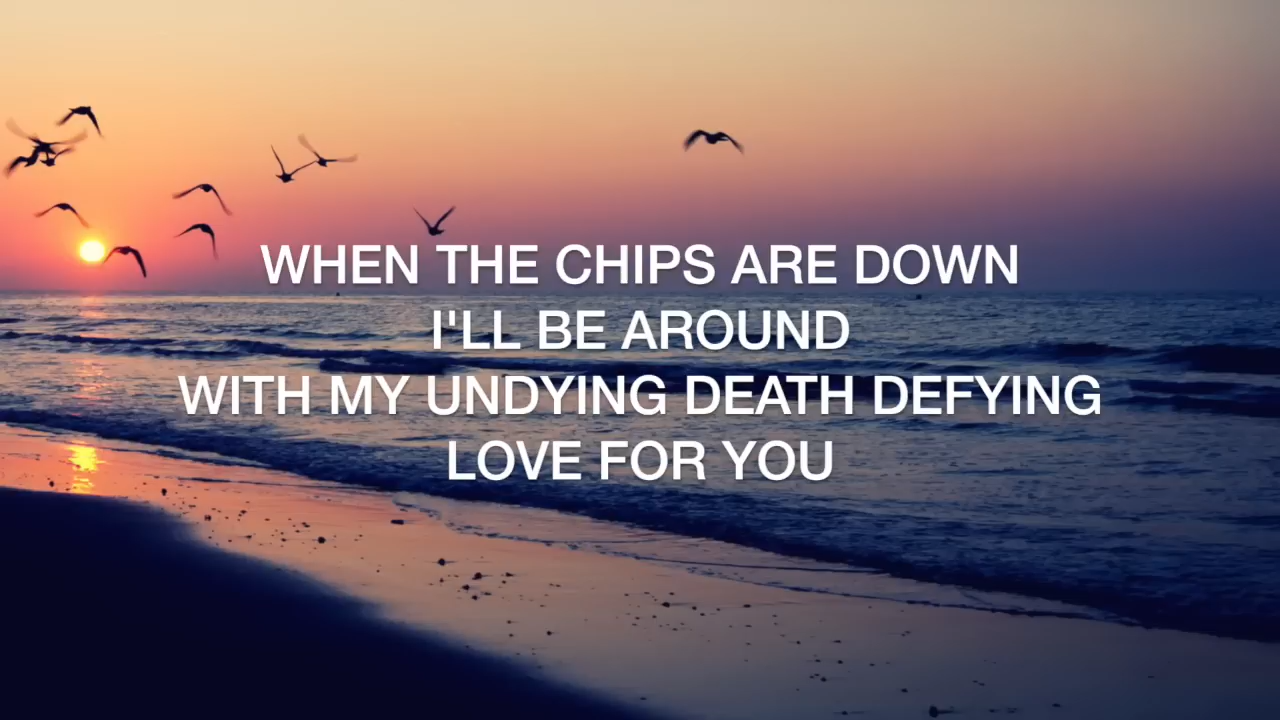 WHEN THE CHIPS ARE DOWN
I'LL BE AROUND
WITH MY UNDYING DEATH DEFYING
LOVE FOR YOU